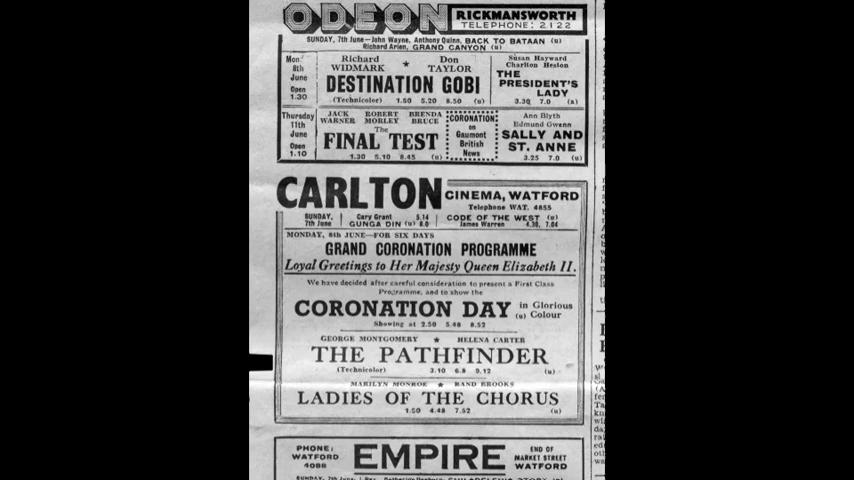 ODEON RICKMANSWORTH
TELEPHONE: 2122
SUNDAY, 7th June—John Wayne, Anthony Quinn, BACK TO BATAAN (u)
Richard Arlen, GRAND CANYON (u)
Mon.
8th
June
Open
1.30
Richard WIDMARK ★ Don TAYLOR
DESTINATION GOBI
(Technicolor) 1.50 5.20 8.50 (u)
Susan Hayward
Charlton Heston
THE
PRESIDENT'S
LADY
3.30 7.0 (a)
Thursday
11th
June
Open
1.10
JACK WARNER ROBERT MORLEY BRENDA BRUCE
The
FINAL TEST
1.30 5.10 8.45 (u)
CORONATION
on
Gaumont
British
News
Ann Blyth
Edmund Gwenn
SALLY AND
ST. ANNE
3.25 7.0 (u)
CARLTON CINEMA, WATFORD
Telephone WAT. 4855
SUNDAY,
7th June
Cary Grant 5.14
GUNGA DIN (u) 8.0
CODE OF THE WEST (u)
James Warren 4.30, 7.04
MONDAY, 8th JUNE—FOR SIX DAYS
GRAND CORONATION PROGRAMME
Loyal Greetings to Her Majesty Queen Elizabeth II.
We have decided after careful consideration to present a First Class
Programme, and to show the
CORONATION DAY in Glorious
(u) Colour
Showing at 2.50 5.48 8.52
GEORGE MONTGOMERY ★ HELENA CARTER
THE PATHFINDER
(Technicolor) 3.10 6.8 9.12 (u)
MARILYN MONROE ★ RAND BROOKS
LADIES OF THE CHORUS
1.50 4.48 7.52 (u)
PHONE:
WATFORD
4088
EMPIRE
END OF
MARKET STREET
WATFORD
SUNDAY, 7th June